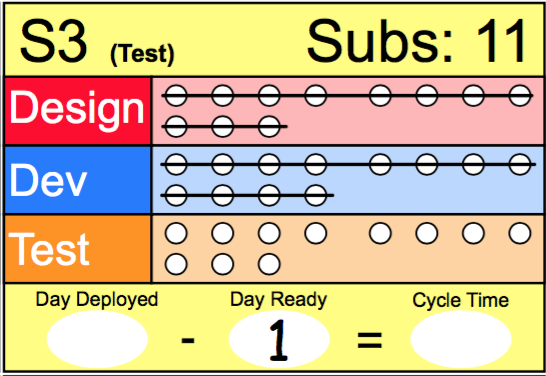 S3 (Test) Subs: 11
Design
Dev
Test
Day Deployed Day Ready Cycle Time
- 1 =